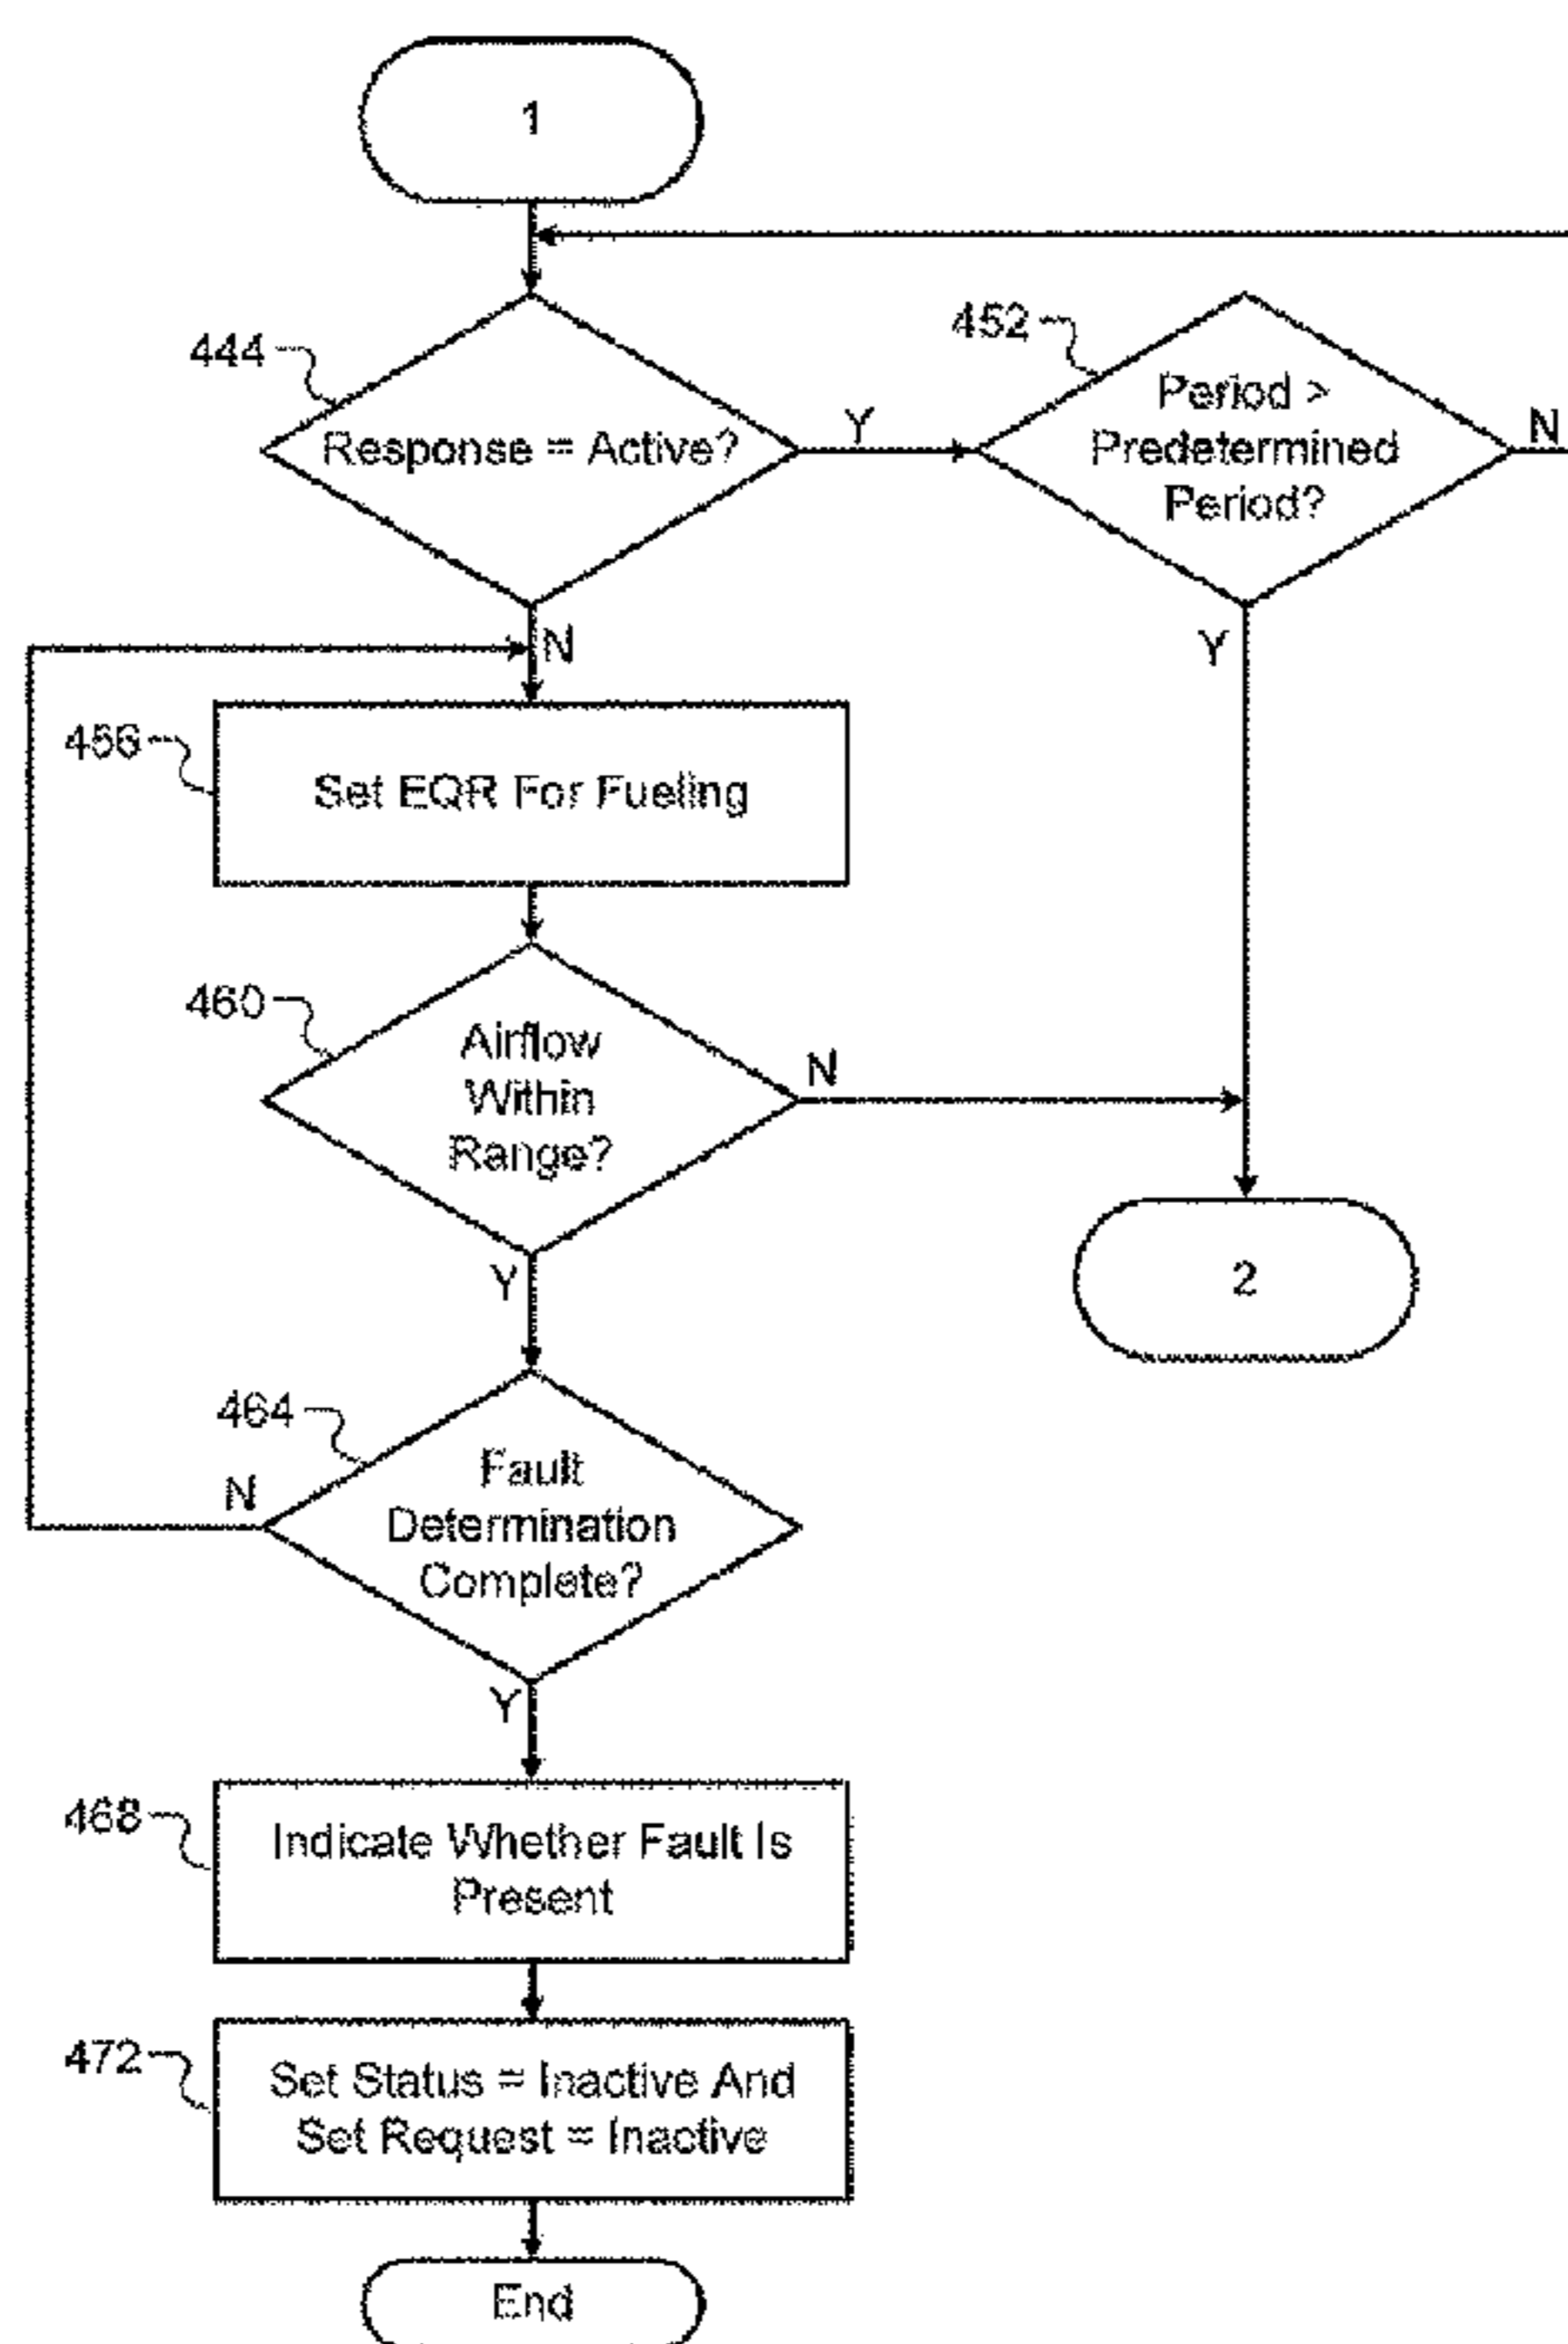 1
444
Response = Active?
Y
452
Period >
Predetermined
Period?
N
N
Y
456
Set EQR For Fueling
460
Airflow
Within
Range?
N
Y
2
464
Fault
Determination
Complete?
N
Y
468
Indicate Whether Fault Is
Present
472
Set Status = Inactive And
Set Request = Inactive
End